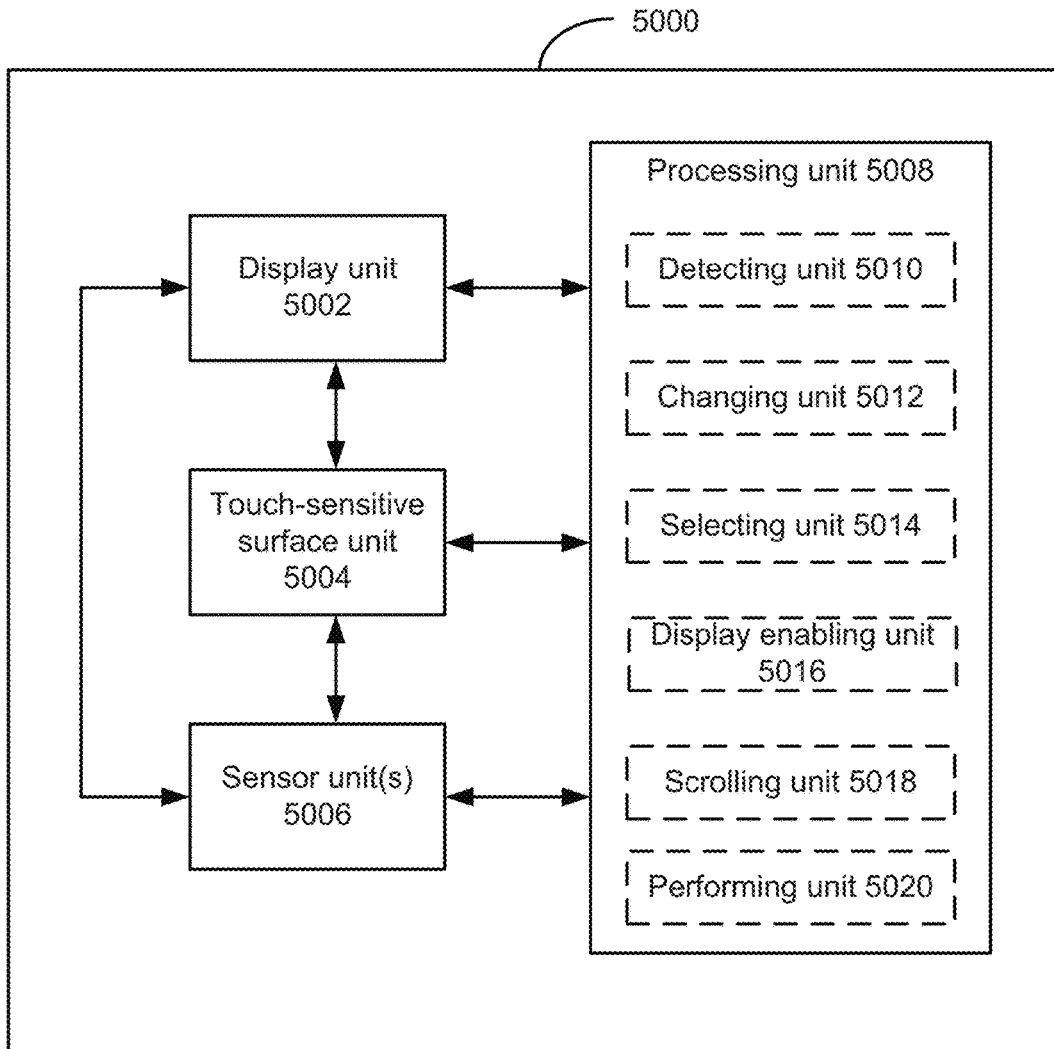 5000
Processing unit 5008
Display unit
5002
Detecting unit 5010
Changing unit 5012
Touch-sensitive
surface unit
5004
Selecting unit 5014
Display enabling unit
5016
Sensor unit(s)
5006
Scrolling unit 5018
Performing unit 5020